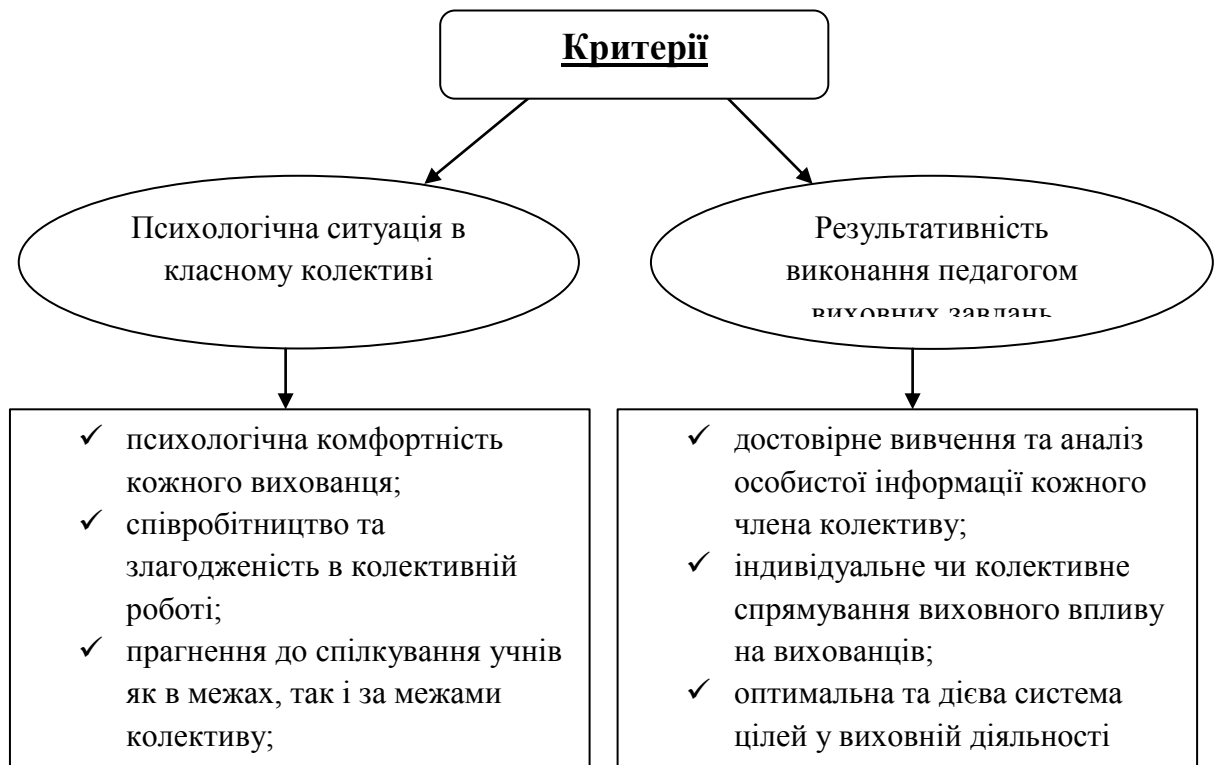 Критерії
Психологічна ситуація в
класному колективі
Результативність
виконання педагогом
виховних завдань
✓ психологічна комфортність
кожного вихованця;
✓ співробітництво та
злагодженість в колективній
роботі;
✓ прагнення до спілкування учнів
як в межах, так і за межами
колективу;
✓ достовірне вивчення та аналіз
особистої інформації кожного
члена колективу;
✓ індивідуальне чи колективне
спрямування виховного впливу
на вихованців;
✓ оптимальна та дієва система
цілей у виховній діяльності